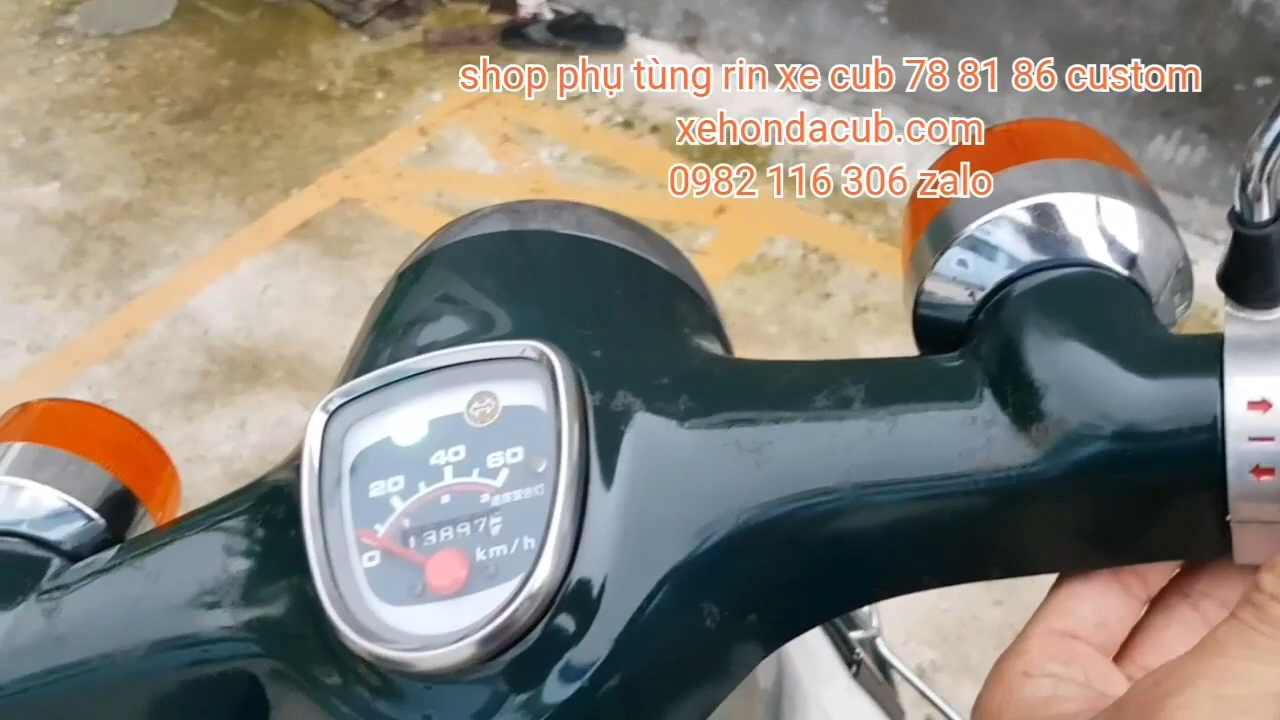 shop phụ tùng rin xe cub 78 81 86 custom
xehondacub.com
0982 116 306 zalo
20 40 60
0
km/h